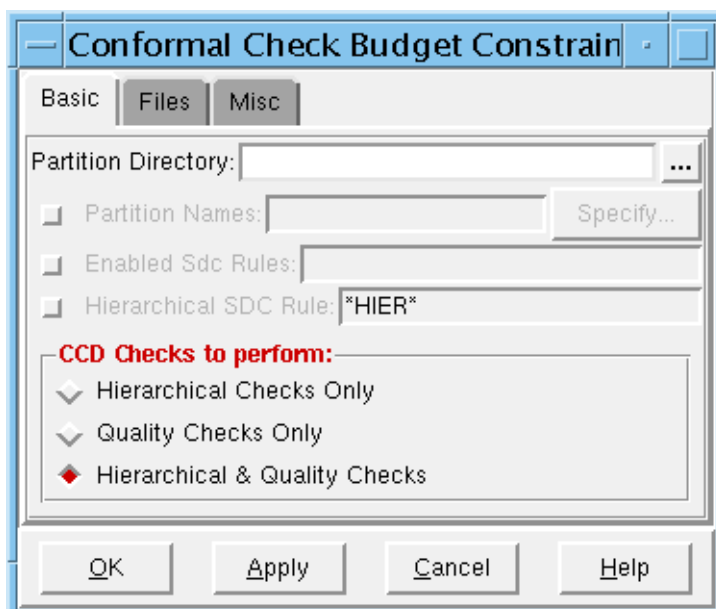 Conformal Check Budget Constrain
Basic Files Misc
Partition Directory: ...
Partition Names: Specify...
Enabled Sdc Rules:
Hierarchical SDC Rule: *HIER*
CCD Checks to perform:
Hierarchical Checks Only
Quality Checks Only
Hierarchical & Quality Checks
OK Apply Cancel Help